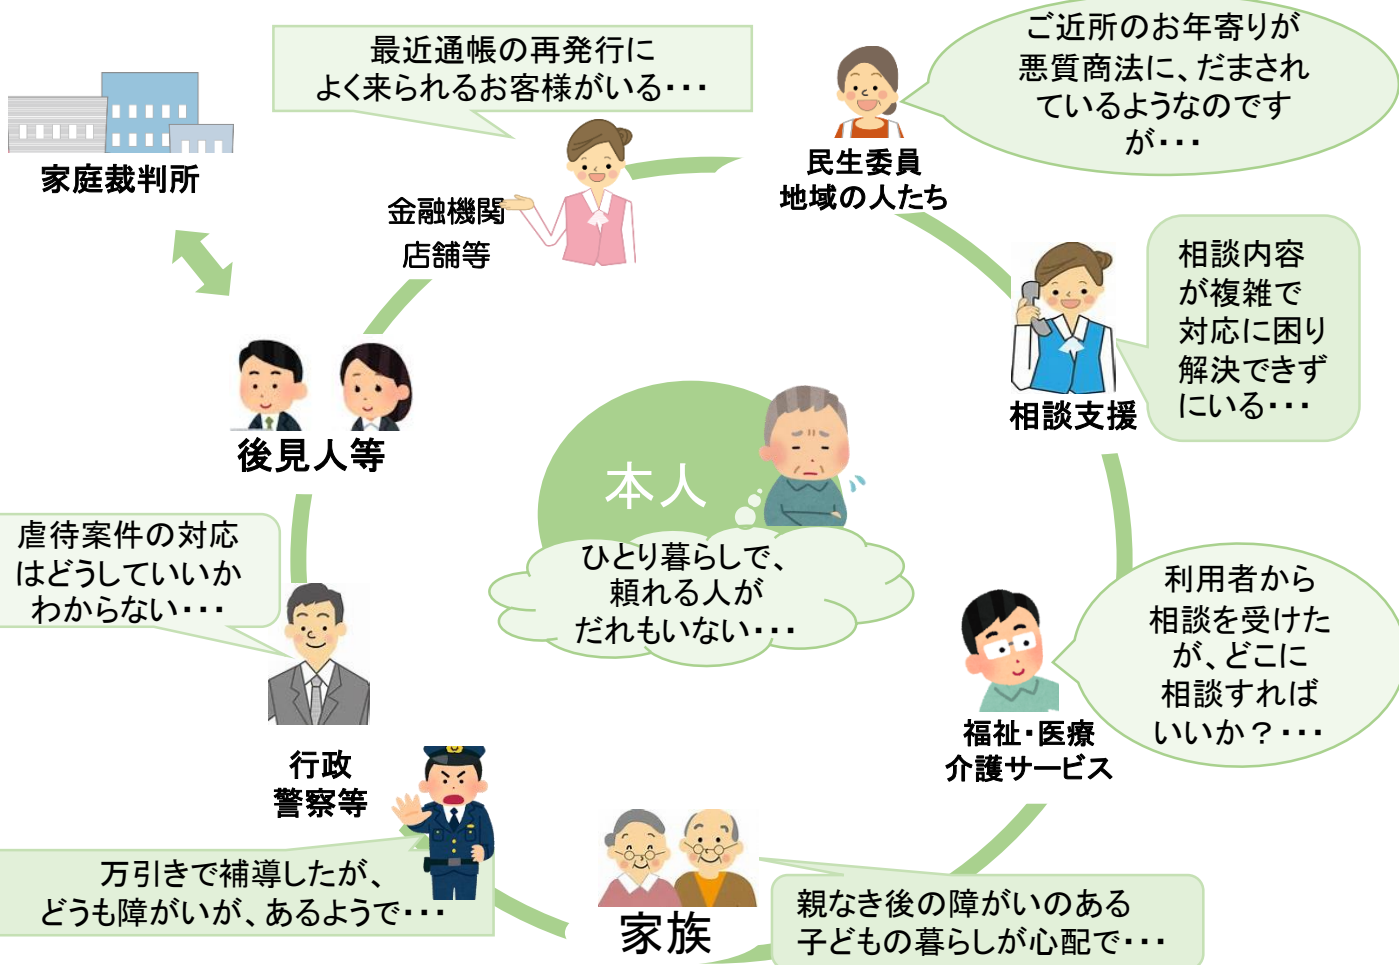 最近通帳の再発行に
よく来られるお客様がいる・・・
家庭裁判所
金融機関
店舗等
ご近所のお年寄りが
悪質商法に、だまされ
ているようなのです
が・・・
民生委員
地域の人たち
相談内容
が複雑で
対応に困り
解決できず
にいる・・・
相談支援
後見人等
本人
ひとり暮らしで、
頼れる人が
だれもいない・・・
虐待案件の対応
はどうしていいか
わからない・・・
行政
警察等
利用者から
相談を受けた
が、どこに
相談すれば
いいか？・・・
福祉・医療
介護サービス
万引きで補導したが、
どうも障がいが、あるようで・・・
家族
親なき後の障がいのある
子どもの暮らしが心配で・・・